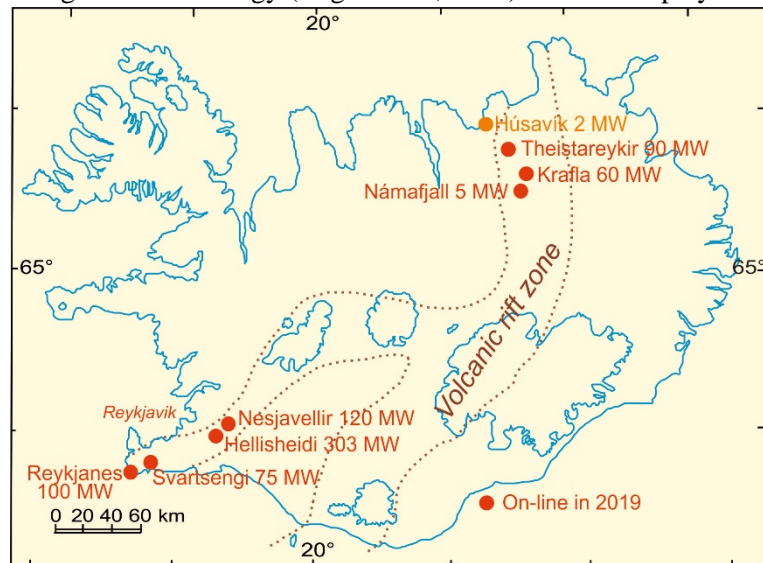 20°
Húsavík 2 MW
Theistareykir 90 MW
Krafla 60 MW
Námafjall 5 MW
65°
65°
Volcanic rift zone
Reykjavik
Nesjavellir 120 MW
Hellisheidi 303 MW
Reykjanes
100 MW
Svartsengi 75 MW
On-line in 2019
0 20 40 60 km
20°